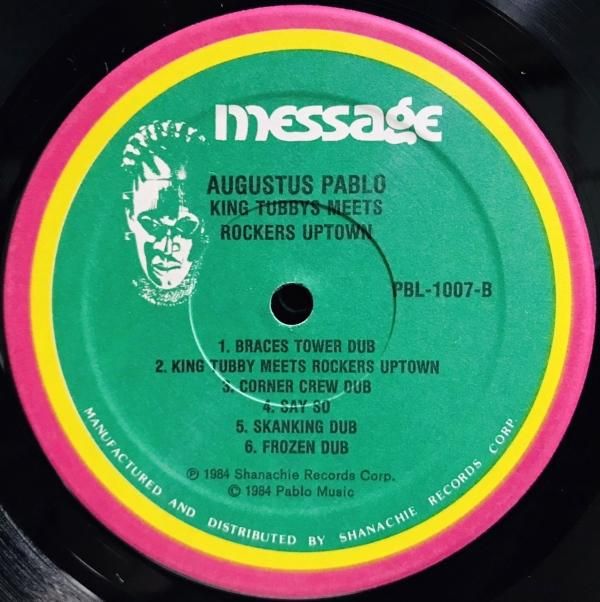 message
AUGUSTUS PABLO
KING TUBBYS MEETS
ROCKERS UPTOWN
PBL-1007-B
1. BRACES TOWER DUB
2. KING TUBBY MEETS ROCKERS UPTOWN
3. CORNER CREW DUB
4. SAY SO
5. SKANKING DUB
6. FROZEN DUB
℗ 1984 Shanachie Records Corp.
© 1984 Pablo Music
MANUFACTURED AND DISTRIBUTED BY SHANACHIE RECORDS CORP.